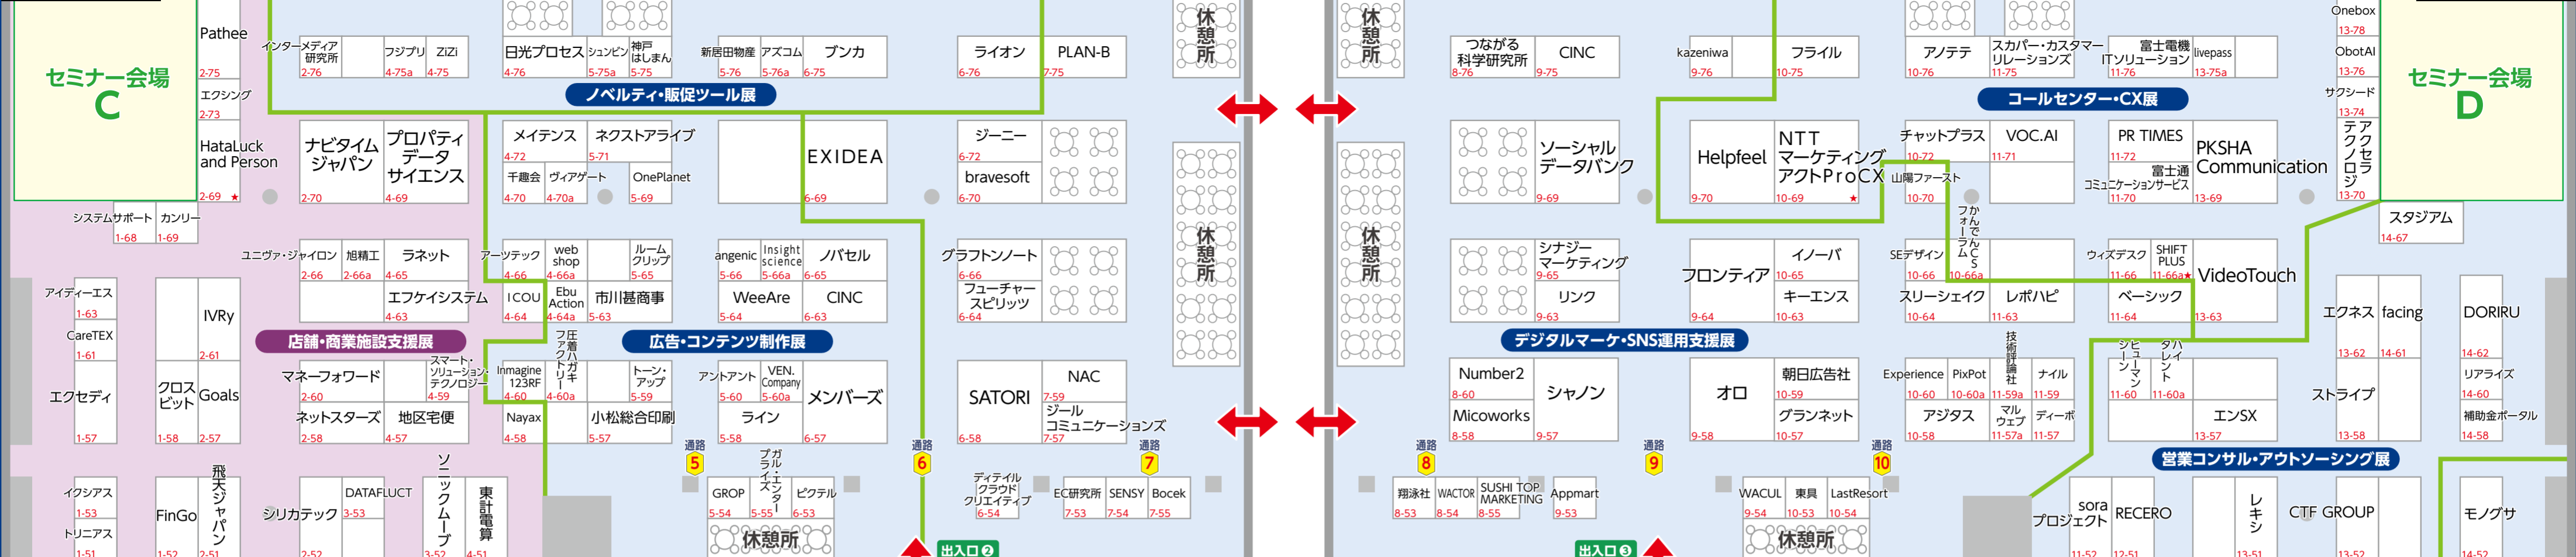 セミナー会場
C
Pathee
2-75
エクシング
2-73
HataLuck
and Person
2-69 ★
システムサポート
1-68
カンリー
1-69
インターメディア
研究所
2-76
フジプリ
4-75a
ZiZi
4-75
日光プロセス
4-76
シュンビン
5-75a
神戸
はしまん
5-75
新居田物産
5-76
アズコム
5-76a
ブンカ
6-75
ライオン
6-76
PLAN-B
7-75
休憩所
ノベルティ・販促ツール展
ナビタイム
ジャパン
2-70
プロパティ
データ
サイエンス
4-69
メイテンス
4-72
ネクストアライブ
5-71
千趣会
4-70
ヴィアゲート
4-70a
OnePlanet
5-69
EXIDEA
6-69
ジーニー
6-72
bravesoft
6-70
休憩所
ユニヴァ・ジャイロン
2-66
旭精工
2-66a
ラネット
4-65
エフケイシステム
4-63
アーツテック
4-66
web
shop
4-66a
ルーム
クリップ
5-65
ICOU
4-64
Ebu
Action
4-64a
市川甚商事
5-63
angenic
5-66
Insight
science
5-66a
ノバセル
6-65
WeeAre
5-64
CINC
6-63
グラフトンノート
6-66
フューチャー
スピリッツ
6-64
アイディーエス
1-63
CareTEX
1-61
エクセディ
1-57
IVRy
2-61
クロス
ビット
1-58
Goals
2-57
店舗・商業施設支援展
広告・コンテンツ制作展
マネーフォワード
2-60
スマート・
ソリューション・
テクノロジー
4-59
ネットスターズ
2-58
地区宅便
4-57
Inmagine
123RF
4-60
圧着ハガキ
ファクトリー
4-60a
トーン・
アップ
5-59
Nayax
4-58
小松総合印刷
5-57
アントアント
5-60
VEN.
Company
5-60a
メンバーズ
6-57
ライン
5-58
SATORI
6-58
NAC
7-59
ジール
コミュニケーションズ
7-57
通路
5
通路
6
通路
7
イクシアス
1-53
トリニアス
1-51
FinGo
1-52
飛天ジャパン
2-51
シリカテック
2-52
DATAFLUCT
3-53
ソニックムーブ
3-52
東計電算
4-51
GROP
5-54
ガル・エンター
プライズ
5-55
ピクテル
6-53
休憩所
ディテイル
クラウド
クリエイティブ
6-54
EC研究所
7-53
SENSY
7-54
Bocek
7-55
出入口❷
休憩所
つながる
科学研究所
8-76
CINC
9-75
kazeniwa
9-76
フライル
10-75
アノテテ
10-76
スカパー・カスタマー
リレーションズ
11-75
富士電機
ITソリューション
11-76
livepass
13-75a
Onebox
13-78
ObotAI
13-76
サクシード
13-74
アクセラ
テクノロジ
13-70
セミナー会場
D
コールセンター・CX展
休憩所
ソーシャル
データバンク
9-69
Helpfeel
9-70
NTT
マーケティング
アクトProCX
10-69 ★
チャットプラス
10-72
VOC.AI
11-71
山陽ファースト
10-70
PR TIMES
11-72
富士通
コミュニケーションサービス
11-70
PKSHA
Communication
13-69
スタジアム
14-67
シナジー
マーケティング
9-65
リンク
9-63
フロンティア
9-64
イノーバ
10-65
キーエンス
10-63
SEデザイン
10-66
かんでんCS
フォーラム
10-66a
スリーシェイク
10-64
レポハピ
11-63
ウィズデスク
11-66
SHIFT
PLUS
11-66a★
ベーシック
11-64
VideoTouch
13-63
エクネス
13-62
facing
14-61
DORIRU
14-62
デジタルマーケ・SNS運用支援展
Number2
8-60
Micoworks
8-58
シャノン
9-57
オロ
9-58
朝日広告社
10-59
グランネット
10-57
Experience
10-60
PixPot
10-60a
技術評論社
11-59a
ナイル
11-59
アジタス
10-58
マル
ウェブ
11-57a
ディーボ
11-57
ヒューマン
シーン
11-60
ハイント
タレント
11-60a
エンSX
13-57
ストライプ
13-58
リアライズ
14-60
補助金ポータル
14-58
通路
8
通路
9
通路
10
営業コンサル・アウトソーシング展
翔泳社
8-53
WACTOR
8-54
SUSHI TOP
MARKETING
8-55
Appmart
9-53
WACUL
9-54
東具
10-53
LastResort
10-54
休憩所
出入口❸
sora
プロジェクト
11-52
RECERO
12-51
レキシ
13-51
CTF GROUP
13-52
モノグサ
14-52